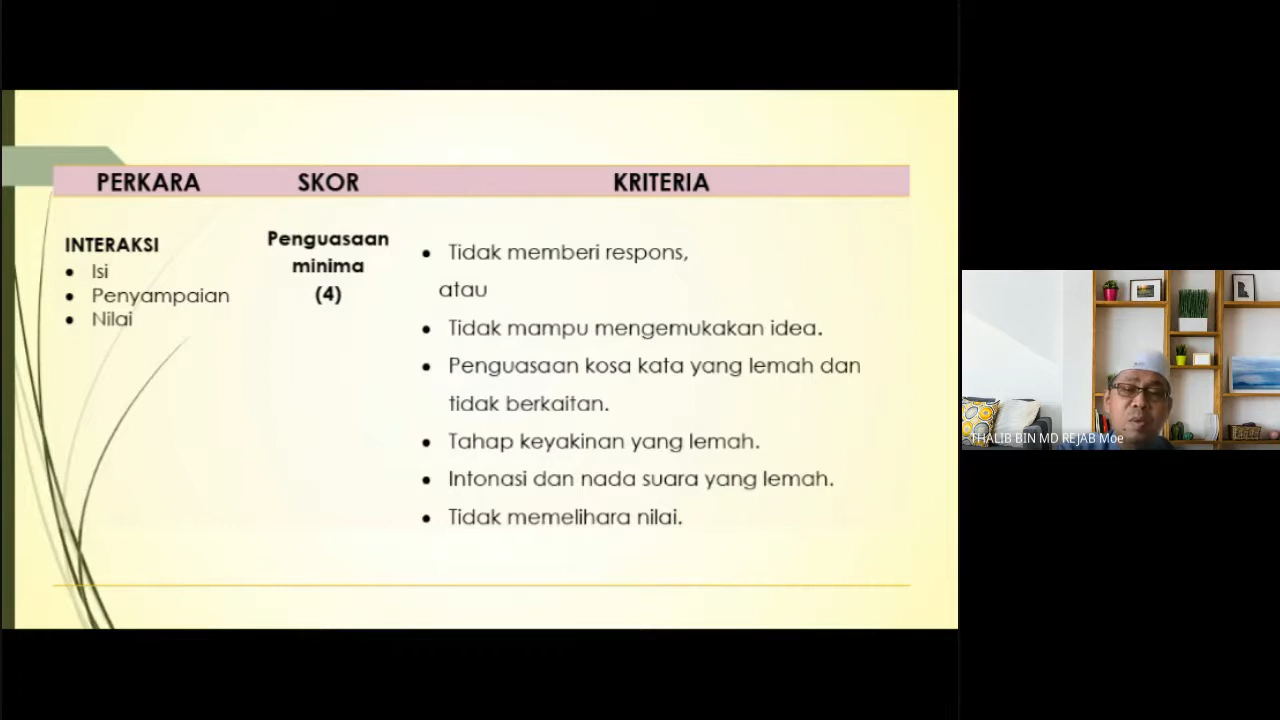 PERKARA SKOR KRITERIA
INTERAKSI
• Isi
• Penyampaian
• Nilai
Penguasaan
minima
(4)
• Tidak memberi respons,
atau
• Tidak mampu mengemukakan idea.
• Penguasaan kosa kata yang lemah dan
tidak berkaitan.
• Tahap keyakinan yang lemah.
• Intonasi dan nada suara yang lemah.
• Tidak memelihara nilai.
THALIB BIN MD REJAB Moe